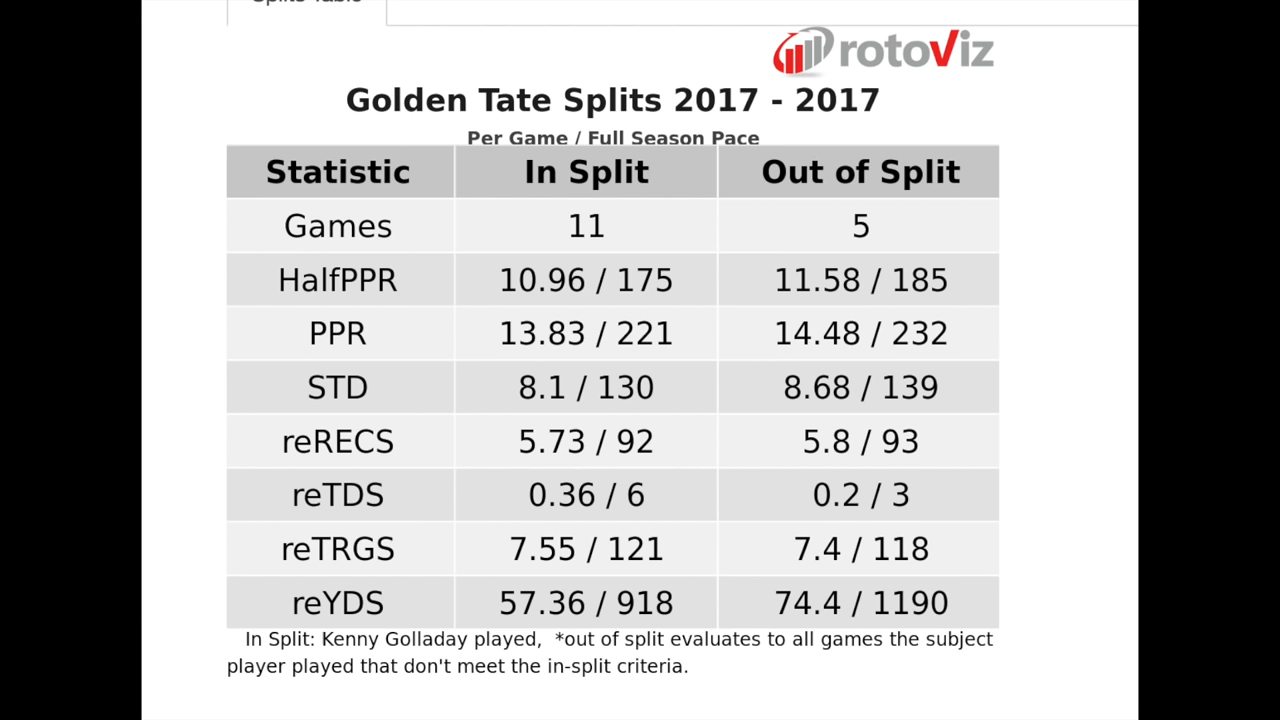 Splits Table
rotoViz
Golden Tate Splits 2017 - 2017
Per Game / Full Season Pace
Statistic In Split Out of Split
Games 11 5
HalfPPR 10.96 / 175 11.58 / 185
PPR 13.83 / 221 14.48 / 232
STD 8.1 / 130 8.68 / 139
reRECS 5.73 / 92 5.8 / 93
reTDS 0.36 / 6 0.2 / 3
reTRGS 7.55 / 121 7.4 / 118
reYDS 57.36 / 918 74.4 / 1190
In Split: Kenny Golladay played, *out of split evaluates to all games the subject
player played that don't meet the in-split criteria.